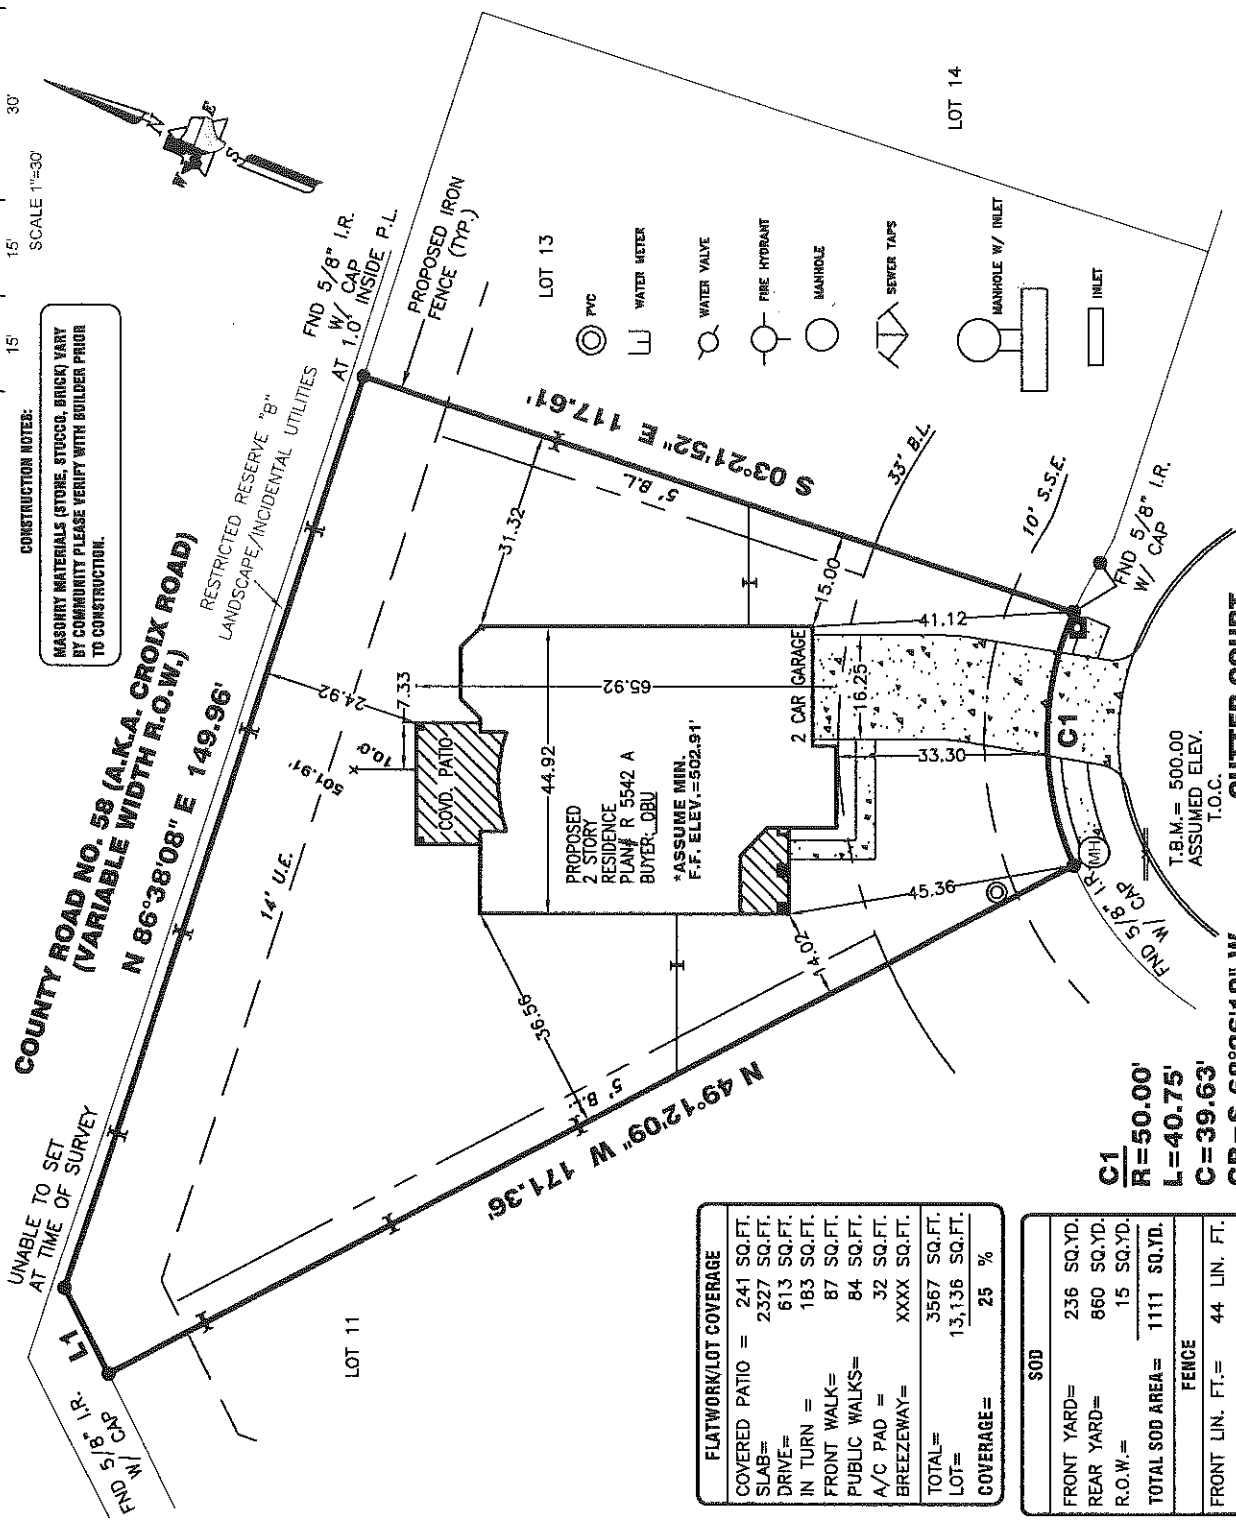 15'
15'
30'
SCALE 1"=30'
CONSTRUCTION NOTES:
MASONRY MATERIALS (STONE, STUCCO, BRICK) VARY
BY COMMUNITY PLEASE VERIFY WITH BUILDER PRIOR
TO CONSTRUCTION.
N
E
W
S
COUNTY ROAD NO. 58 (A.K.A. CROIX ROAD)
(VARIABLE WIDTH R.O.W.)
N 86°38'08" E 149.96'
RESTRICTED RESERVE "B"
LANDSCAPE/INCIDENTAL UTILITIES
FND 5/8" I.R.
W/ CAP
AT 1.0' INSIDE P.L.
PROPOSED IRON
FENCE (TYP.)
UNABLE TO SET
AT TIME OF SURVEY
L1
FND 5/8" I.R.
W/ CAP
LOT 11
LOT 13
LOT 14
PVC
WATER METER
WATER VALVE
FIRE HYDRANT
MANHOLE
SEWER TAPS
MANHOLE W/ INLET
INLET
14' U.E.
501.91'
10.0'
24.92
7.33
COVD. PATIO
31.32
5' B.L.
S 03°21'52" E 117.61'
44.92
65.92
PROPOSED
2 STORY
RESIDENCE
PLAN# R 5542 A
BUYER: OBU
*ASSUME MIN.
F.F. ELEV.=502.91'
2 CAR GARAGE
16.25
15.00
33' B.L.
10' S.S.E.
41.12
33.30
45.36
14.02
36.56
5' B.L.
N 49°12'09" W 171.36'
C1
MH
FND 5/8" I.R.
W/ CAP
FND 5/8" I.R.
W/ CAP
T.B.M.= 500.00
ASSUMED ELEV.
T.O.C.
C1
R=50.00'
L=40.75'
C=39.63'
FLATWORK/LOT COVERAGE
COVERED PATIO = 241 SQ.FT.
SLAB= 2327 SQ.FT.
DRIVE= 613 SQ.FT.
IN TURN = 183 SQ.FT.
FRONT WALK= 87 SQ.FT.
PUBLIC WALKS= 84 SQ.FT.
A/C PAD = 32 SQ.FT.
BREEZEWAY= XXXX SQ.FT.
TOTAL= 3567 SQ.FT.
LOT= 13,136 SQ.FT.
COVERAGE= 25 %
SOD
FRONT YARD= 236 SQ.YD.
REAR YARD= 860 SQ.YD.
R.O.W.= 15 SQ.YD.
TOTAL SOD AREA= 1111 SQ.YD.
FENCE
FRONT LIN. FT.= 44 LIN. FT.